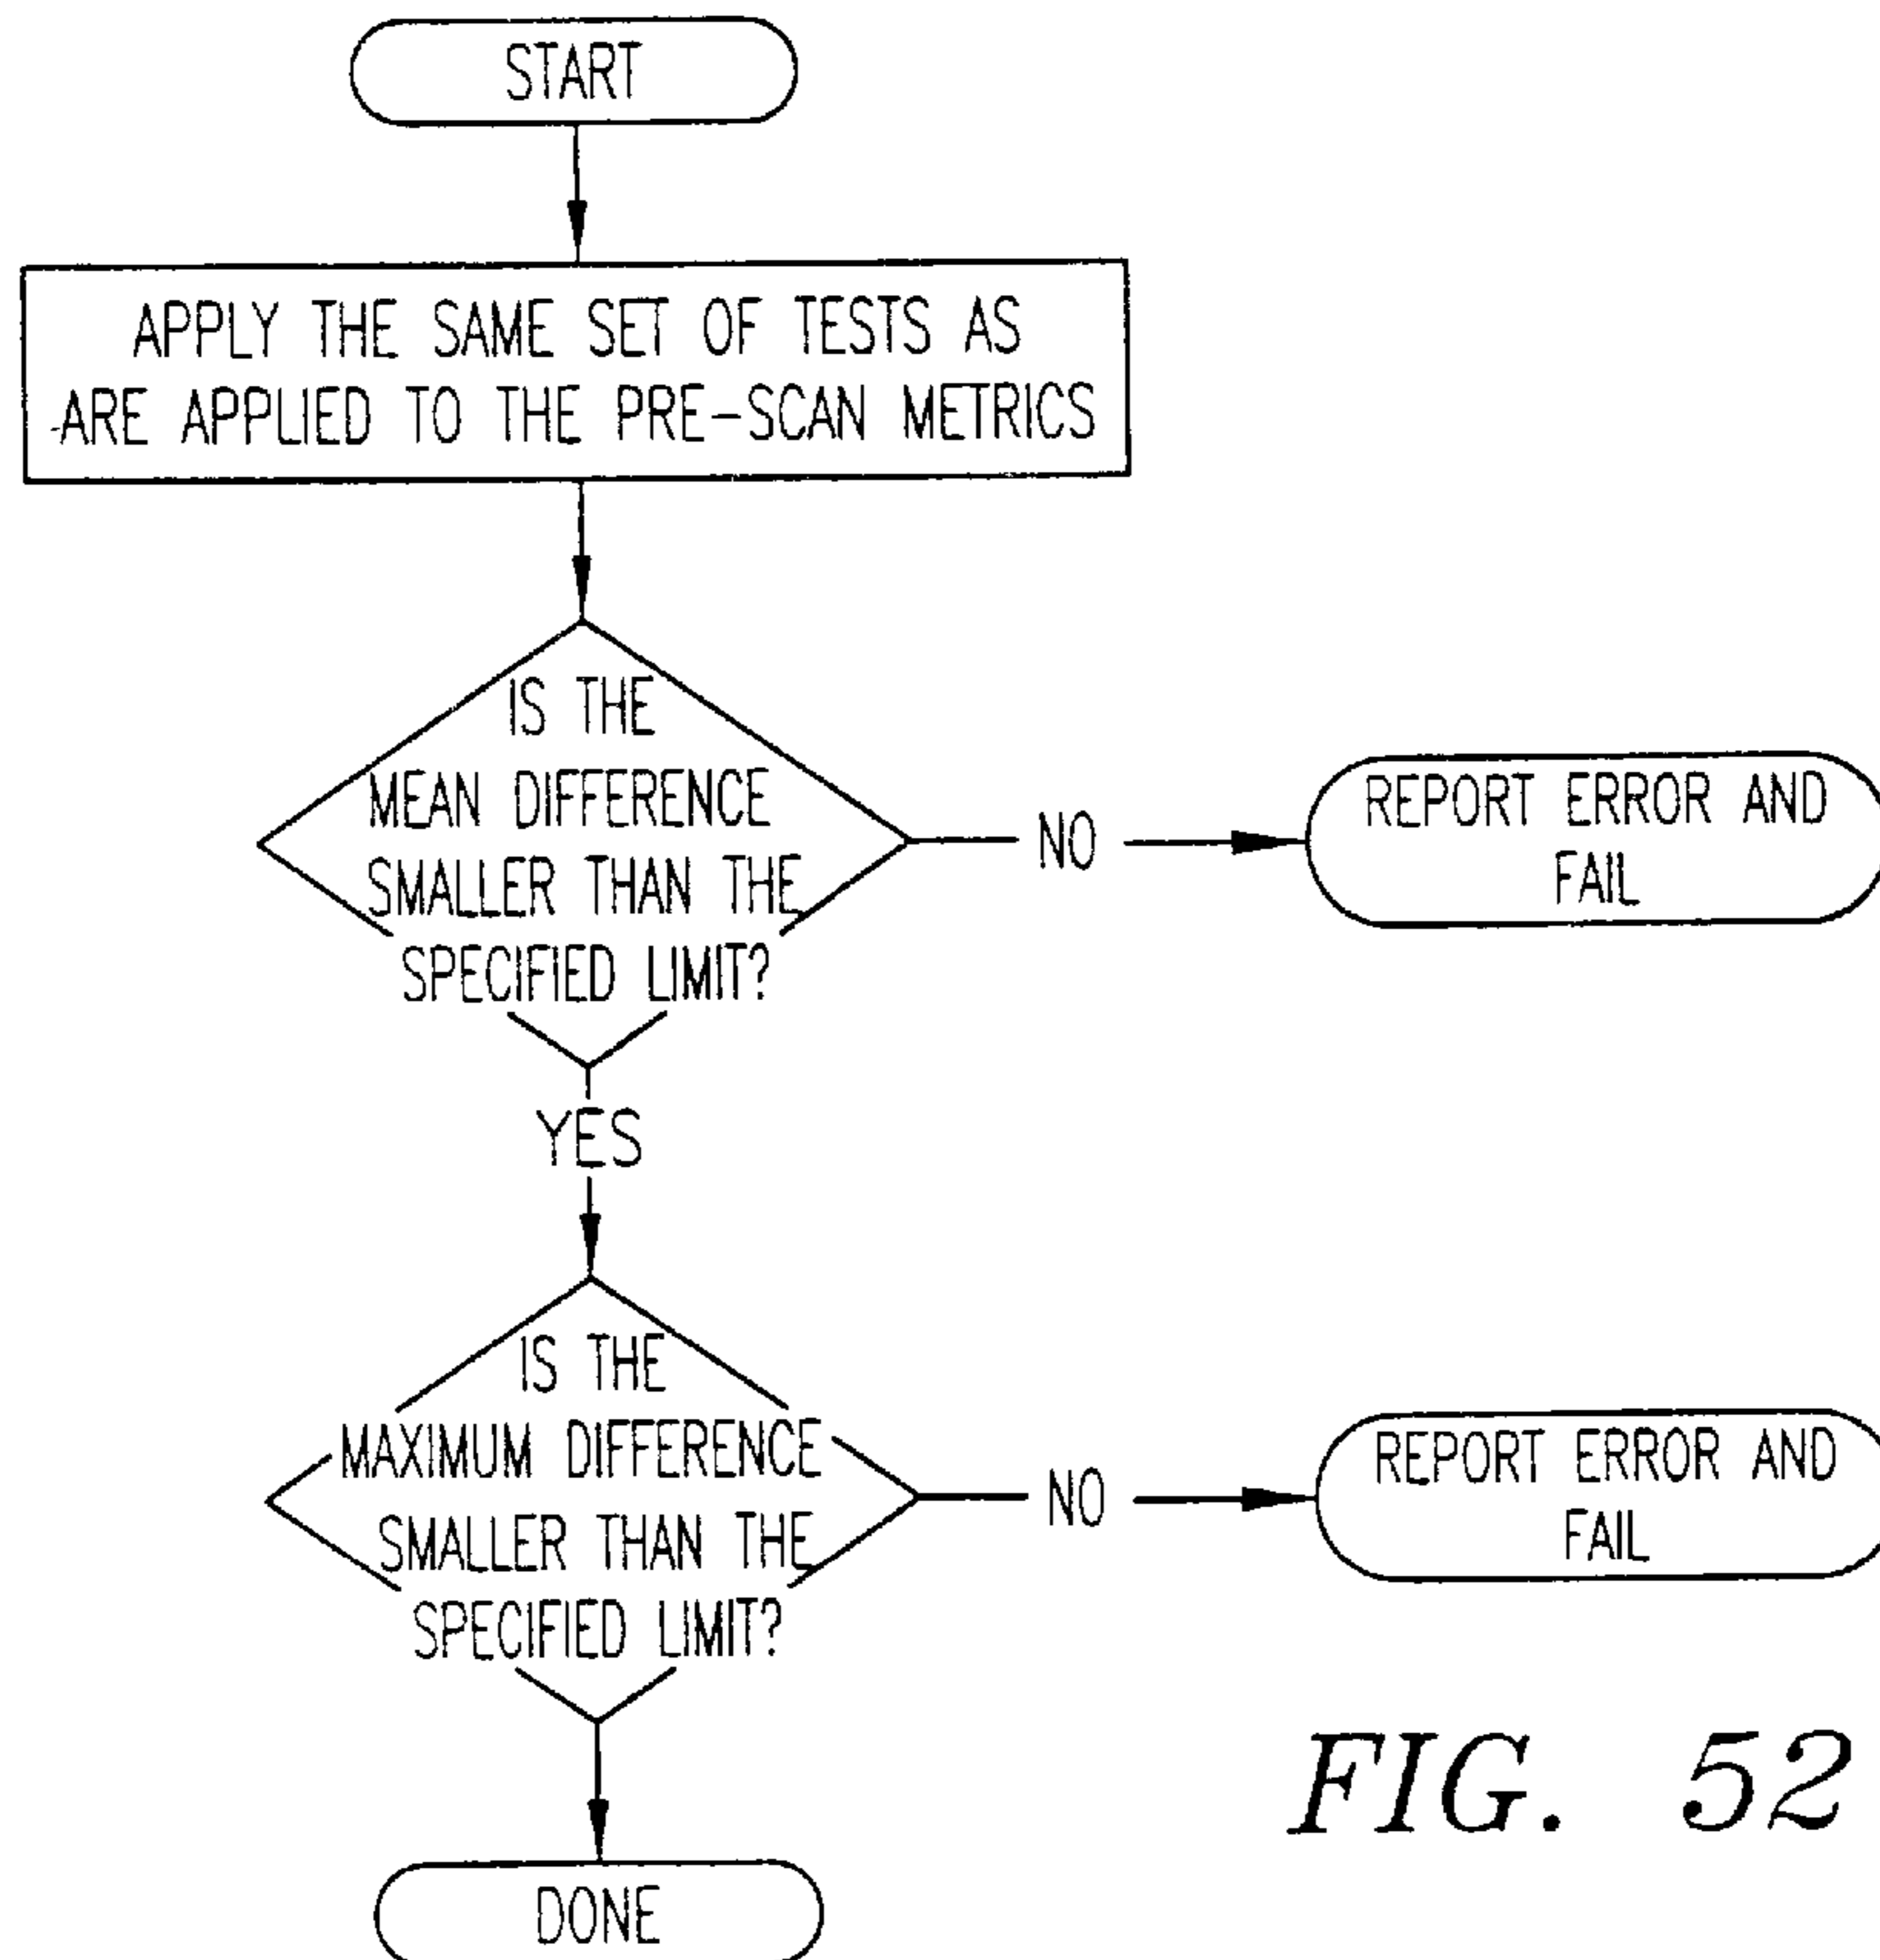 START
APPLY THE SAME SET OF TESTS AS
ARE APPLIED TO THE PRE-SCAN METRICS
IS THE
MEAN DIFFERENCE
SMALLER THAN THE
SPECIFIED LIMIT?
NO
REPORT ERROR AND
FAIL
YES
IS THE
MAXIMUM DIFFERENCE
SMALLER THAN THE
SPECIFIED LIMIT?
NO
REPORT ERROR AND
FAIL
DONE
FIG. 52